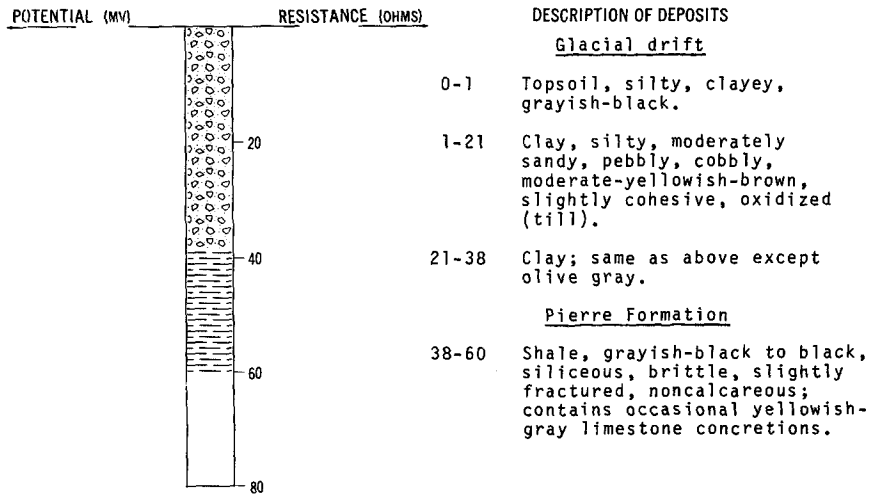 POTENTIAL (MV)
RESISTANCE (OHMS)
DESCRIPTION OF DEPOSITS
Glacial drift
0-1 Topsoil, silty, clayey,
grayish-black.
20
1-21 Clay, silty, moderately
sandy, pebbly, cobbly,
moderate-yellowish-brown,
slightly cohesive, oxidized
(till).
40
21-38 Clay; same as above except
olive gray.
Pierre Formation
38-60 Shale, grayish-black to black,
siliceous, brittle, slightly
60
fractured, noncalcareous;
contains occasional yellowish-
gray limestone concretions.
80